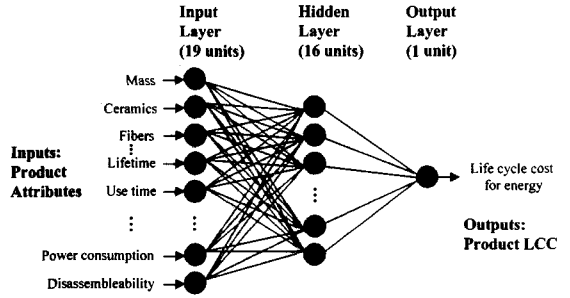 Input
Layer
(19 units)
Hidden
Layer
(16 units)
Output
Layer
(1 unit)
Mass
Ceramics
Fibers
Inputs:
Product
Attributes
Lifetime
Use time
Power consumption
Disassembleability
Life cycle cost
for energy
Outputs:
Product LCC